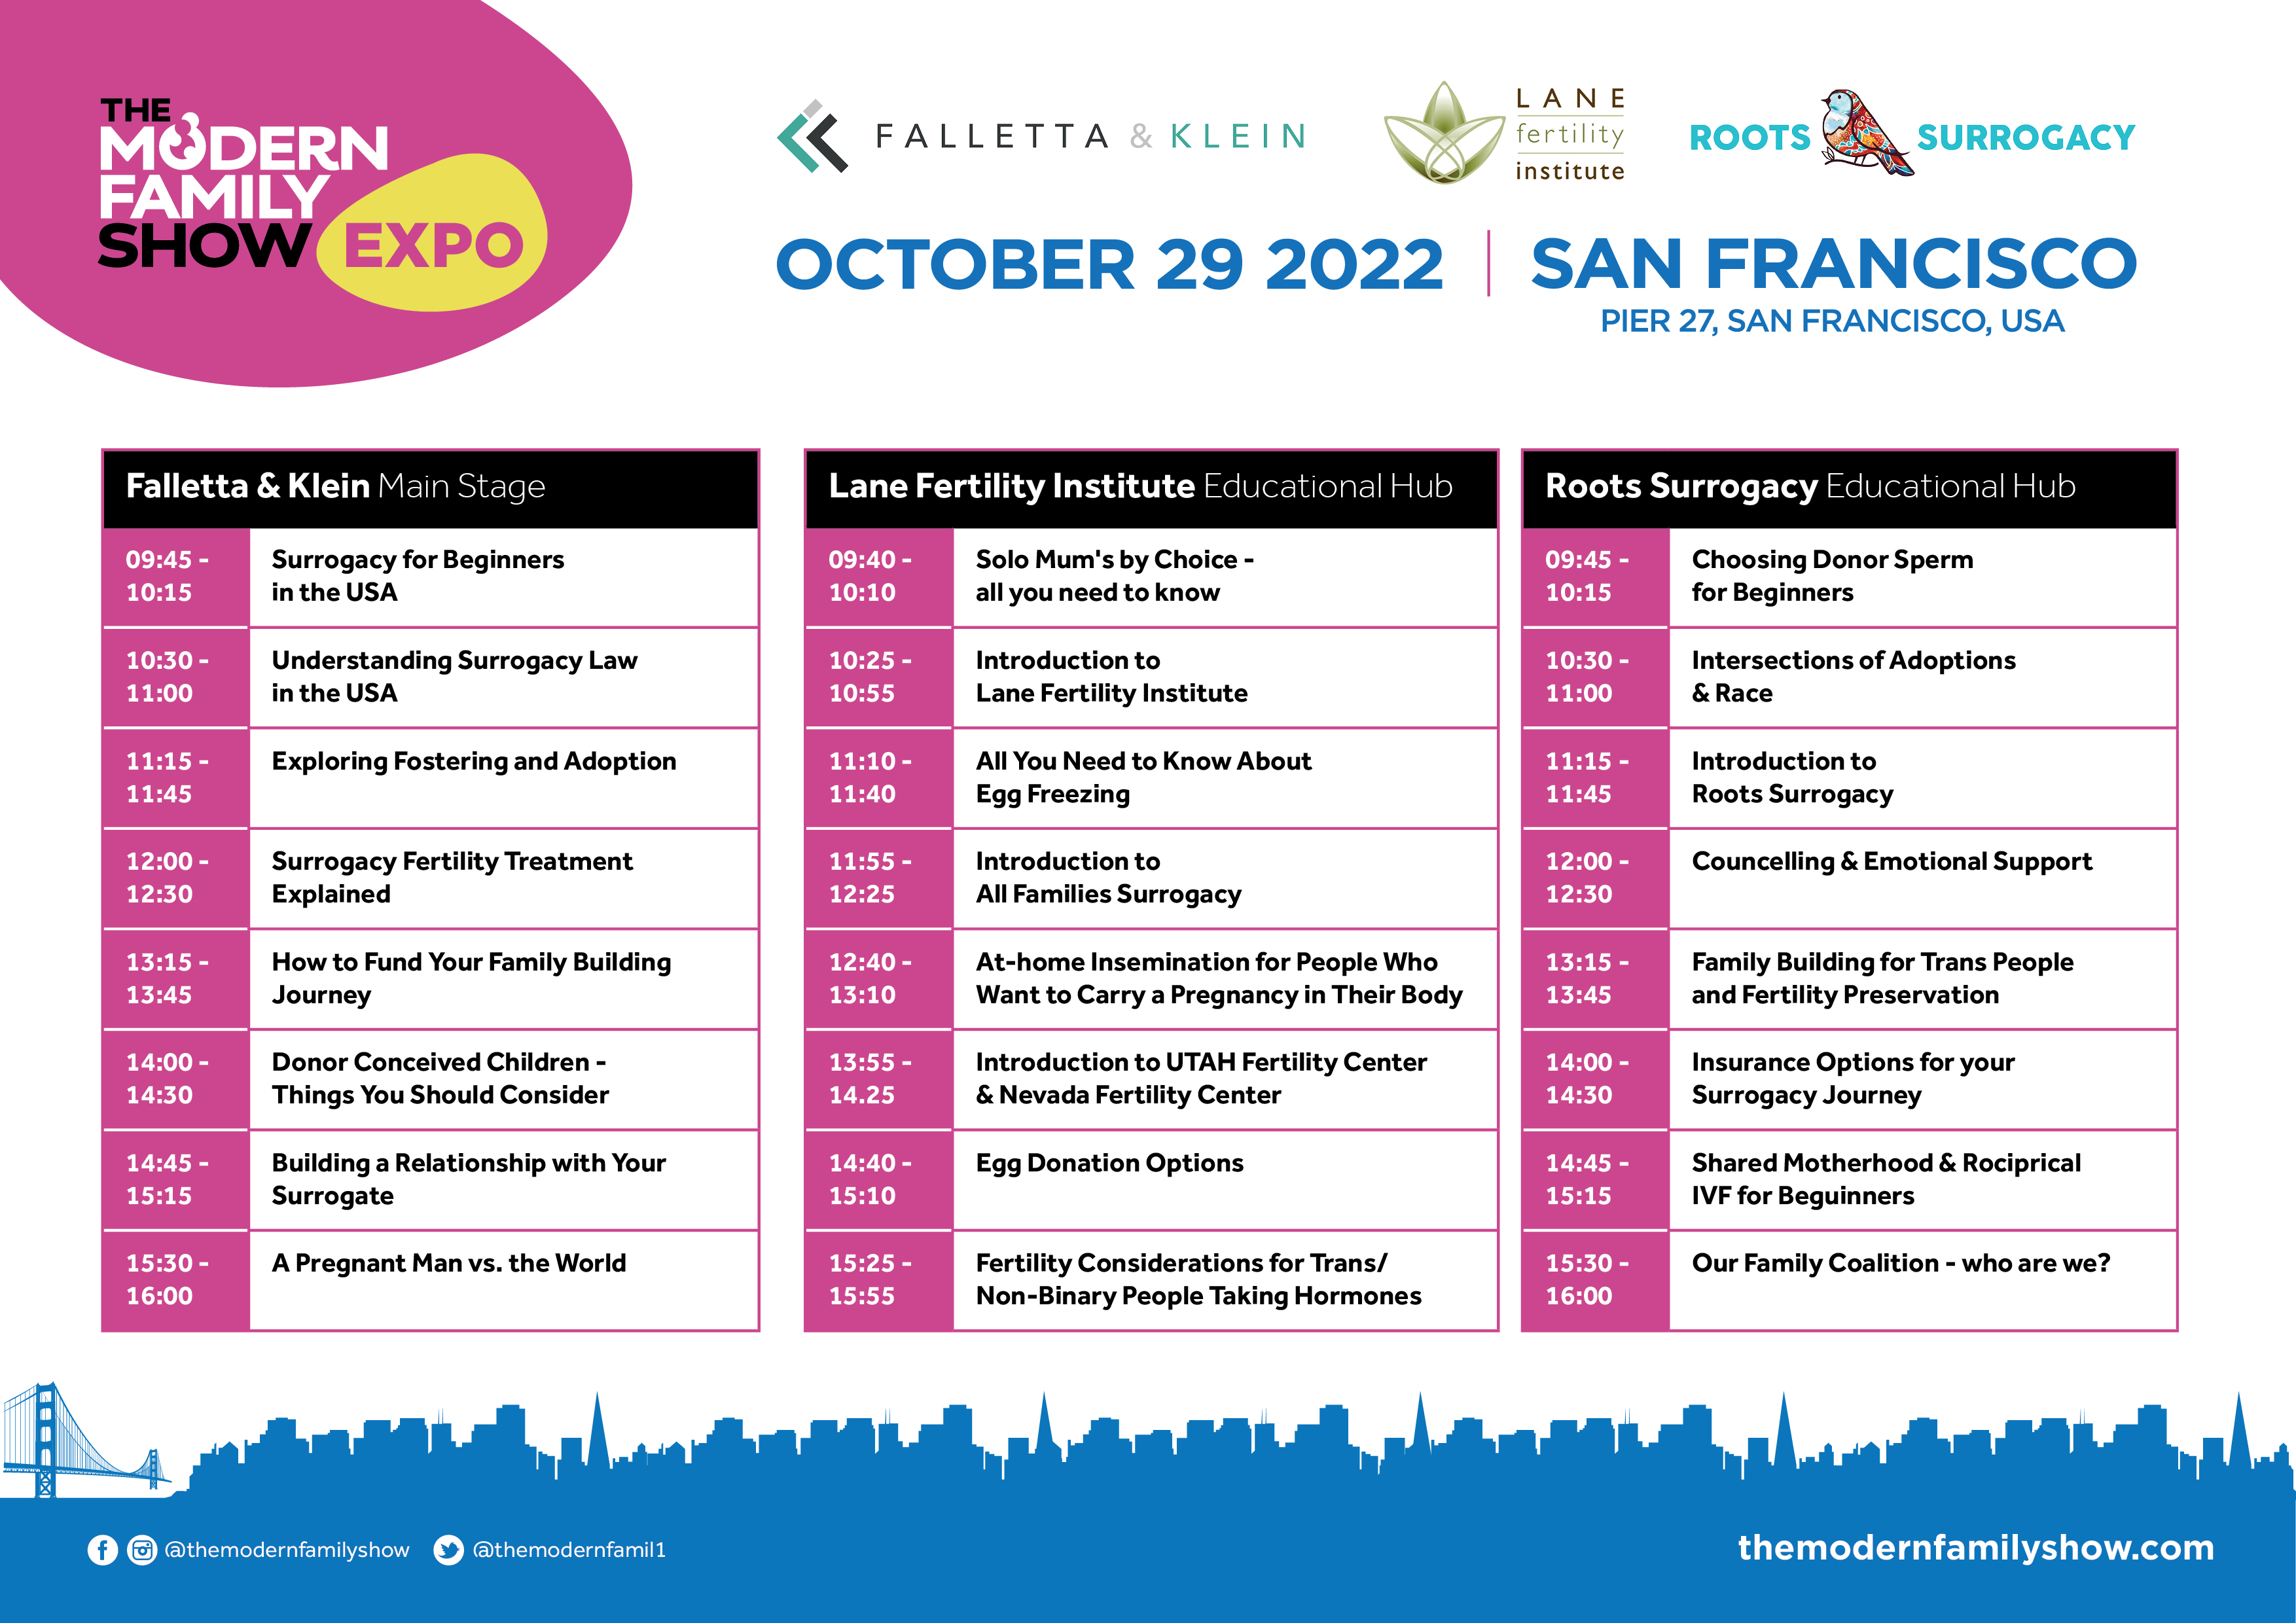 THE
MODERN
FAMILY
SHOW EXPO
FALLETTA & KLEIN
LANE
fertility
institute
ROOTS SURROGACY
OCTOBER 29 2022
SAN FRANCISCO
PIER 27, SAN FRANCISCO, USA
Falletta & Klein Main Stage
09:45 -
10:15
Surrogacy for Beginners
in the USA
10:30 -
11:00
Understanding Surrogacy Law
in the USA
11:15 -
11:45
Exploring Fostering and Adoption
12:00 -
12:30
Surrogacy Fertility Treatment
Explained
13:15 -
13:45
How to Fund Your Family Building
Journey
14:00 -
14:30
Donor Conceived Children -
Things You Should Consider
14:45 -
15:15
Building a Relationship with Your
Surrogate
15:30 -
16:00
A Pregnant Man vs. the World
Lane Fertility Institute Educational Hub
09:40 -
10:10
Solo Mum's by Choice -
all you need to know
10:25 -
10:55
Introduction to
Lane Fertility Institute
11:10 -
11:40
All You Need to Know About
Egg Freezing
11:55 -
12:25
Introduction to
All Families Surrogacy
12:40 -
13:10
At-home Insemination for People Who
Want to Carry a Pregnancy in Their Body
13:55 -
14.25
Introduction to UTAH Fertility Center
& Nevada Fertility Center
14:40 -
15:10
Egg Donation Options
15:25 -
15:55
Fertility Considerations for Trans/
Non-Binary People Taking Hormones
Roots Surrogacy Educational Hub
09:45 -
10:15
Choosing Donor Sperm
for Beginners
10:30 -
11:00
Intersections of Adoptions
& Race
11:15 -
11:45
Introduction to
Roots Surrogacy
12:00 -
12:30
Councelling & Emotional Support
13:15 -
13:45
Family Building for Trans People
and Fertility Preservation
14:00 -
14:30
Insurance Options for your
Surrogacy Journey
14:45 -
15:15
Shared Motherhood & Rociprical
IVF for Beguinners
15:30 -
16:00
Our Family Coalition - who are we?
@themodernfamilyshow @themodernfamil1
themodernfamilyshow.com